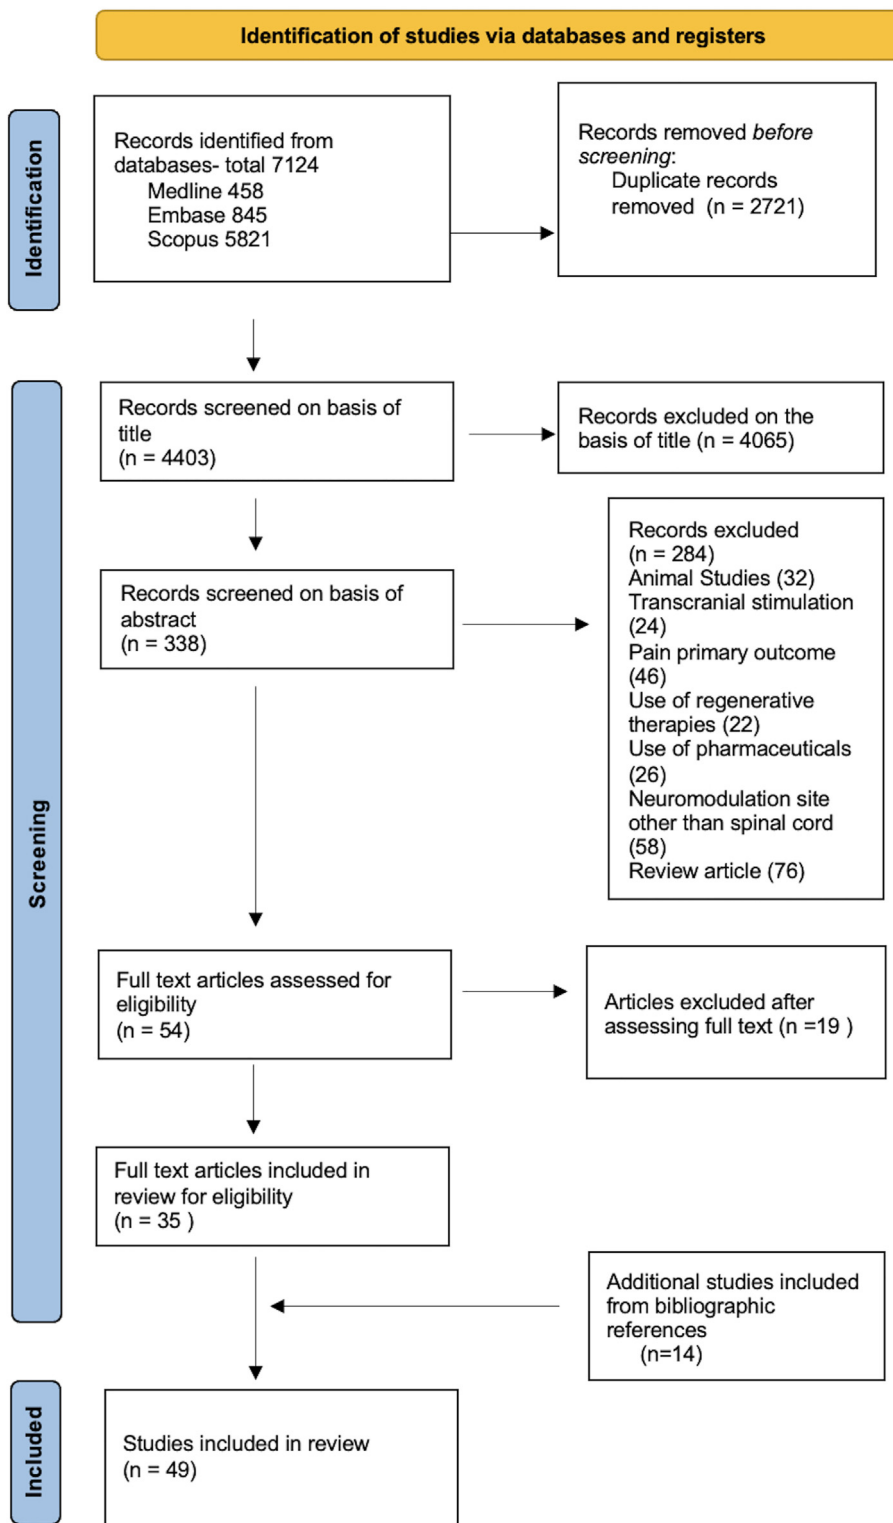 Identification of studies via databases and registers
Identification
Records identified from
databases- total 7124
Medline 458
Embase 845
Scopus 5821
Records removed before
screening:
Duplicate records
removed (n = 2721)
Screening
Records screened on basis of
title
(n = 4403)
Records excluded on the
basis of title (n = 4065)
Records screened on basis of
abstract
(n = 338)
Records excluded
(n = 284)
Animal Studies (32)
Transcranial stimulation
(24)
Pain primary outcome
(46)
Use of regenerative
therapies (22)
Use of pharmaceuticals
(26)
Neuromodulation site
other than spinal cord
(58)
Review article (76)
Full text articles assessed for
eligibility
(n = 54)
Articles excluded after
assessing full text (n =19 )
Full text articles included in
review for eligibility
(n = 35 )
Additional studies included
from bibliographic
references
(n=14)
Included
Studies included in review
(n = 49)